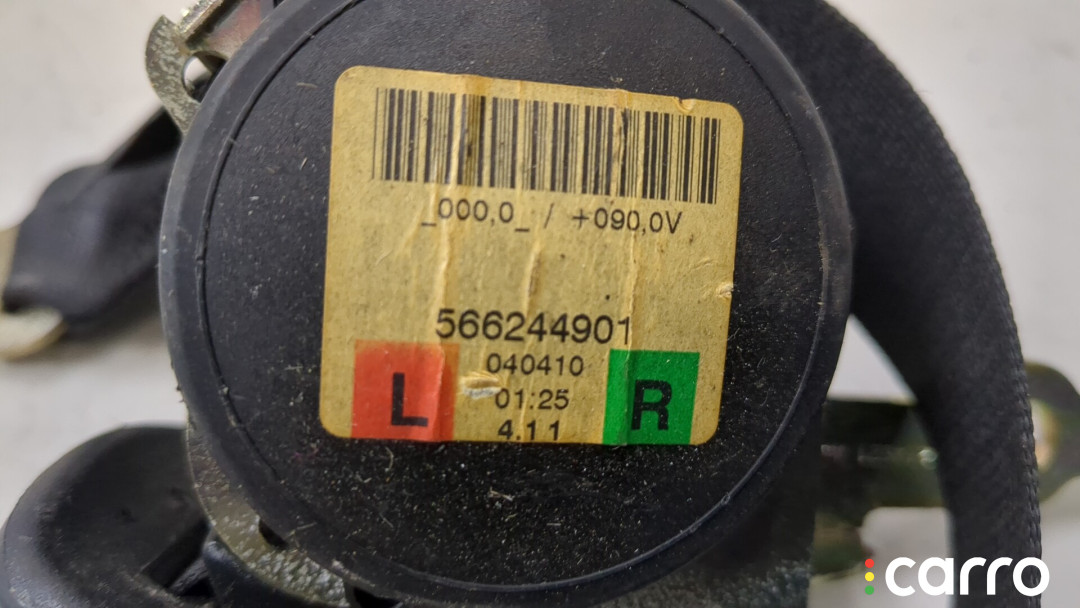 _000,0_ / +090,0V
566244901
040410
L 01:25 R
4.11
carro